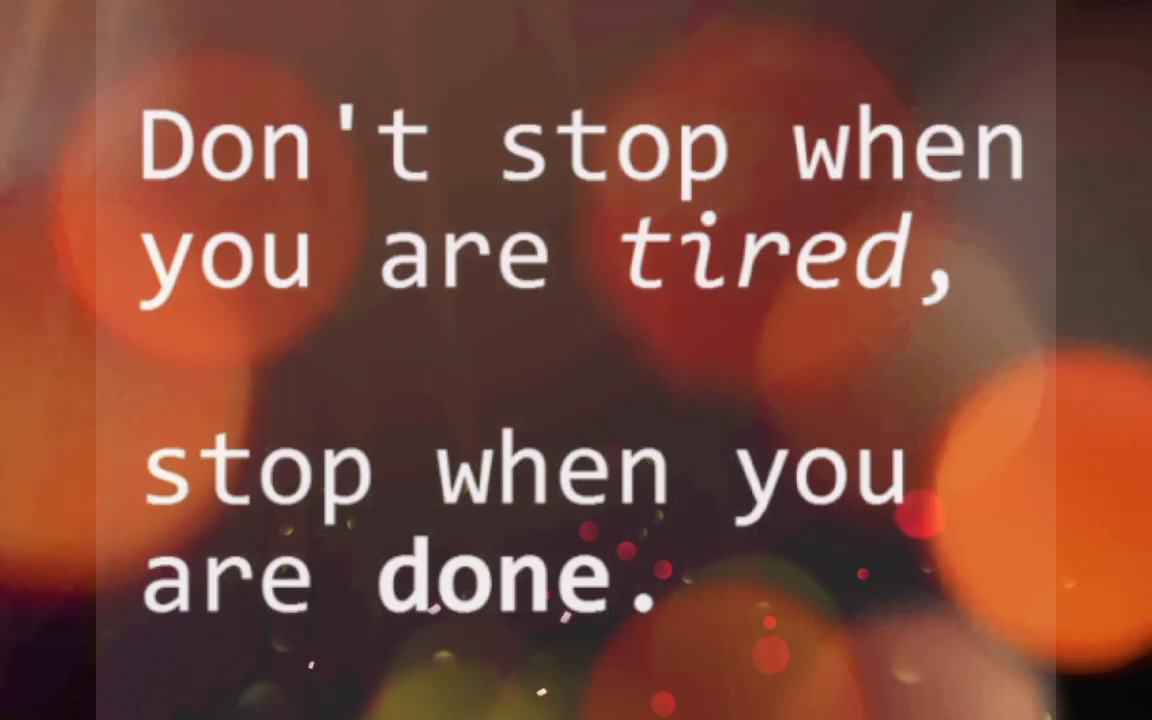 Don't stop when
you are tired,
stop when you
are done.